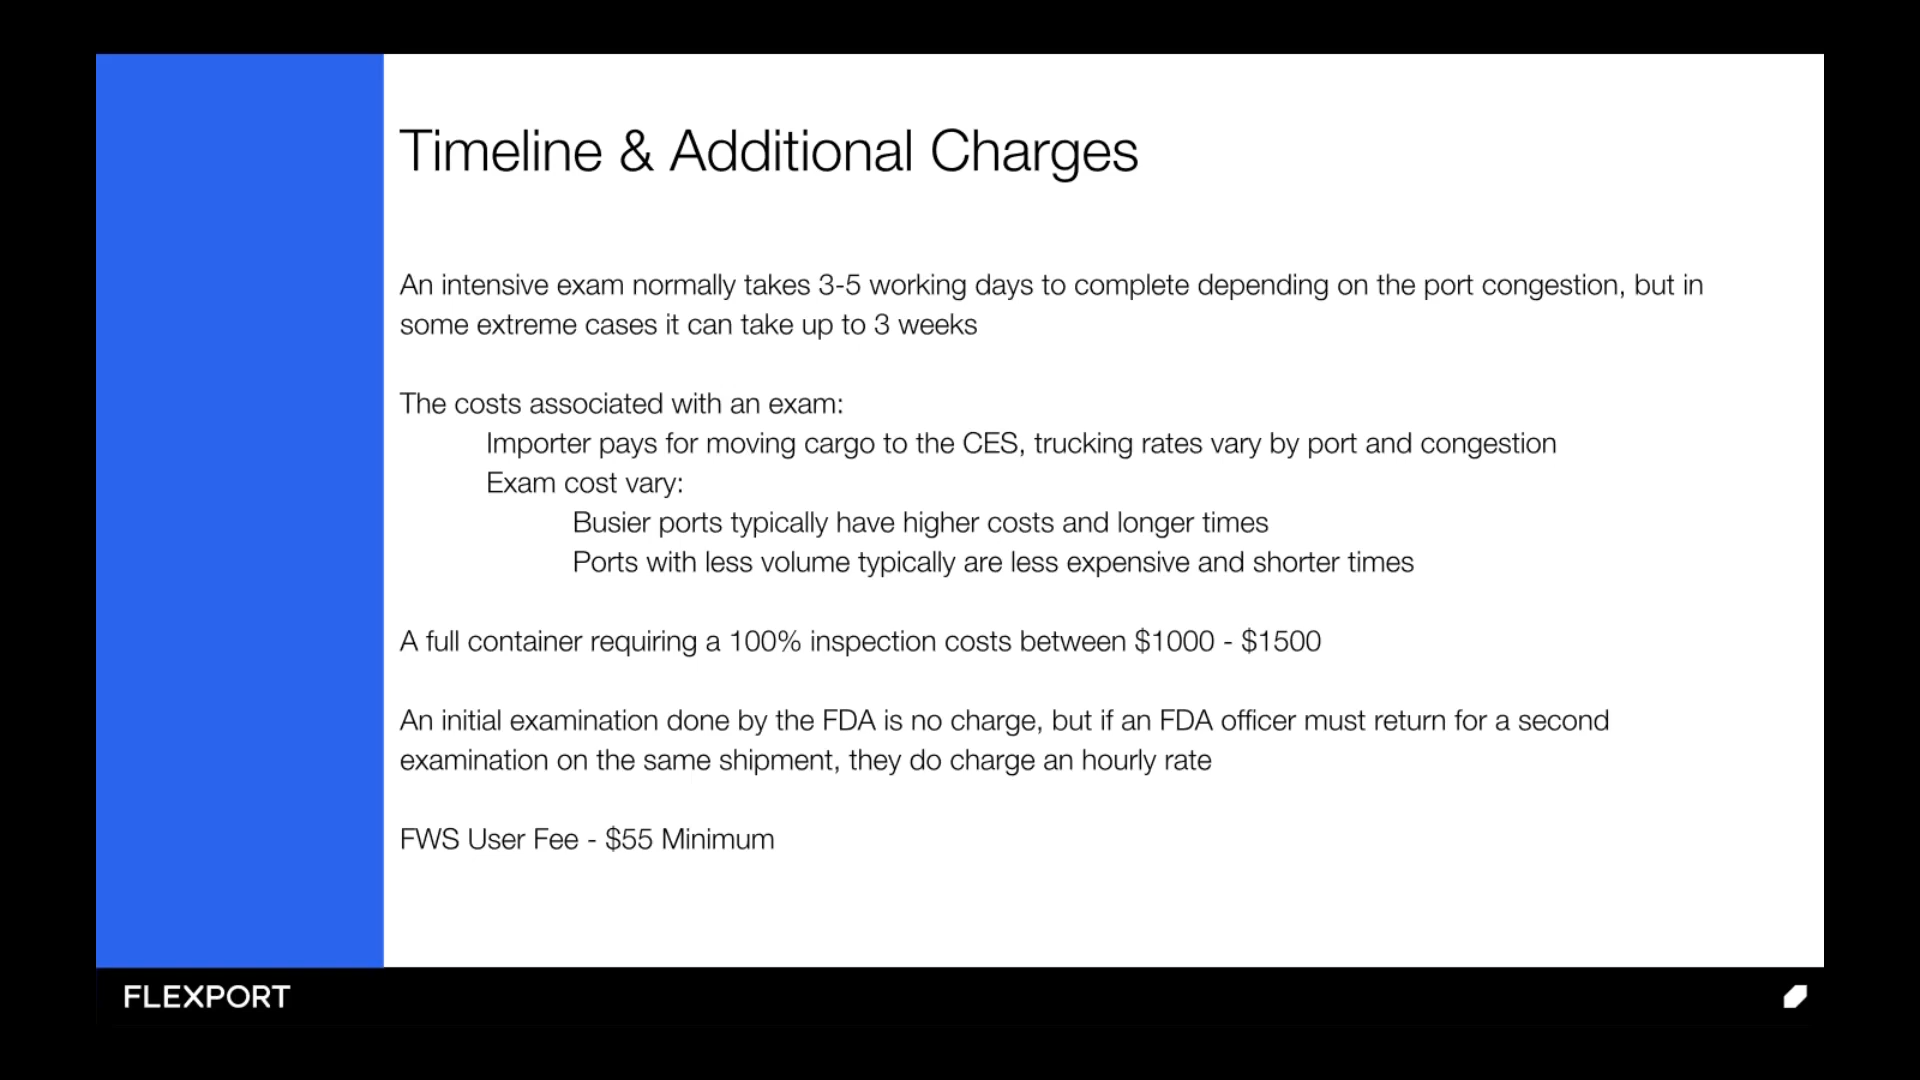 Timeline & Additional Charges
An intensive exam normally takes 3-5 working days to complete depending on the port congestion, but in
some extreme cases it can take up to 3 weeks
The costs associated with an exam:
Importer pays for moving cargo to the CES, trucking rates vary by port and congestion
Exam cost vary:
Busier ports typically have higher costs and longer times
Ports with less volume typically are less expensive and shorter times
A full container requiring a 100% inspection costs between $1000 - $1500
An initial examination done by the FDA is no charge, but if an FDA officer must return for a second
examination on the same shipment, they do charge an hourly rate
FWS User Fee - $55 Minimum
FLEXPORT